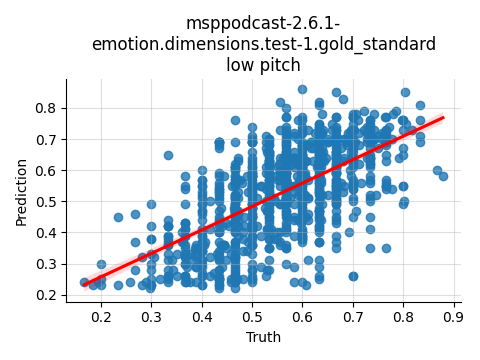 msppodcast-2.6.1-
emotion.dimensions.test-1.gold_standard
low pitch
Prediction
0.8
0.7
0.6
0.5
0.4
0.3
0.2
0.2 0.3 0.4 0.5 0.6 0.7 0.8 0.9
Truth